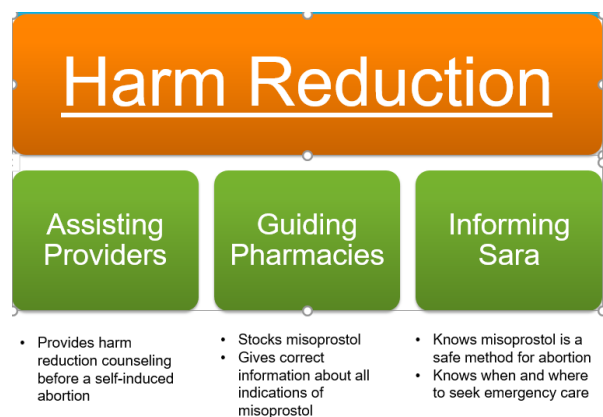 Harm Reduction
Assisting
Providers
Guiding
Pharmacies
Informing
Sara
• Provides harm
reduction counseling
before a self-induced
abortion
• Stocks misoprostol
• Gives correct
information about all
indications of
misoprostol
• Knows misoprostol is a
safe method for abortion
• Knows when and where
to seek emergency care